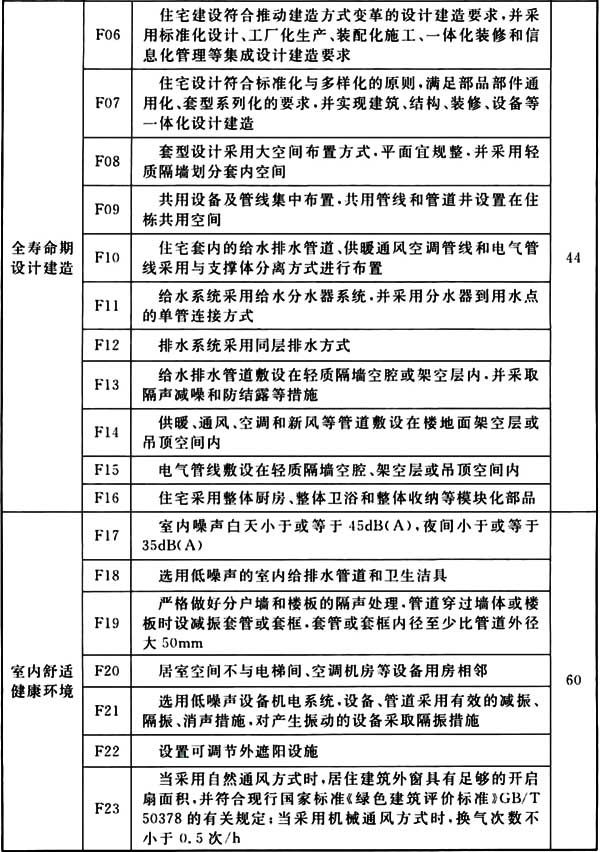 全寿命期
设计建造
F06
住宅建设符合推动建造方式变革的设计建造要求,并采
用标准化设计、工厂化生产、装配化施工、一体化装修和信
息化管理等集成设计建造要求
F07
住宅设计符合标准化与多样化的原则,满足部品部件通
用化、套型系列化的要求,并实现建筑、结构、装修、设备等
一体化设计建造
F08
套型设计采用大空间布置方式,平面宜规整,并采用轻
质隔墙划分套内空间
F09
共用设备及管线集中布置,共用管线和管道井设置在住
栋共用空间
F10
住宅套内的给水排水管道、供暖通风空调管线和电气管
线采用与支撑体分离方式进行布置
F11
给水系统采用给水分水器系统,并采用分水器到用水点
的单管连接方式
F12
排水系统采用同层排水方式
F13
给水排水管道敷设在轻质隔墙空腔或架空层内,并采取
隔声减噪和防结露等措施
F14
供暖、通风、空调和新风等管道敷设在楼地面架空层或
吊顶空间内
F15
电气管线敷设在轻质隔墙空腔、架空层或吊顶空间内
F16
住宅采用整体厨房、整体卫浴和整体收纳等模块化部品
44
室内舒适
健康环境
F17
室内噪声白天小于或等于 45dB(A),夜间小于或等于
35dB(A)
F18
选用低噪声的室内给排水管道和卫生洁具
F19
严格做好分户墙和楼板的隔声处理,管道穿过墙体或楼
板时设减振套管或套框,套管或套框内径至少比管道外径
大 50mm
F20
居室空间不与电梯间、空调机房等设备用房相邻
F21
选用低噪声设备机电系统,设备、管道采用有效的减振、
隔振、消声措施,对产生振动的设备采取隔振措施
F22
设置可调节外遮阳设施
F23
当采用自然通风方式时,居住建筑外窗具有足够的开启
扇面积,并符合现行国家标准《绿色建筑评价标准》GB/T
50378 的有关规定;当采用机械通风方式时,换气次数不
小于 0.5 次/h
60